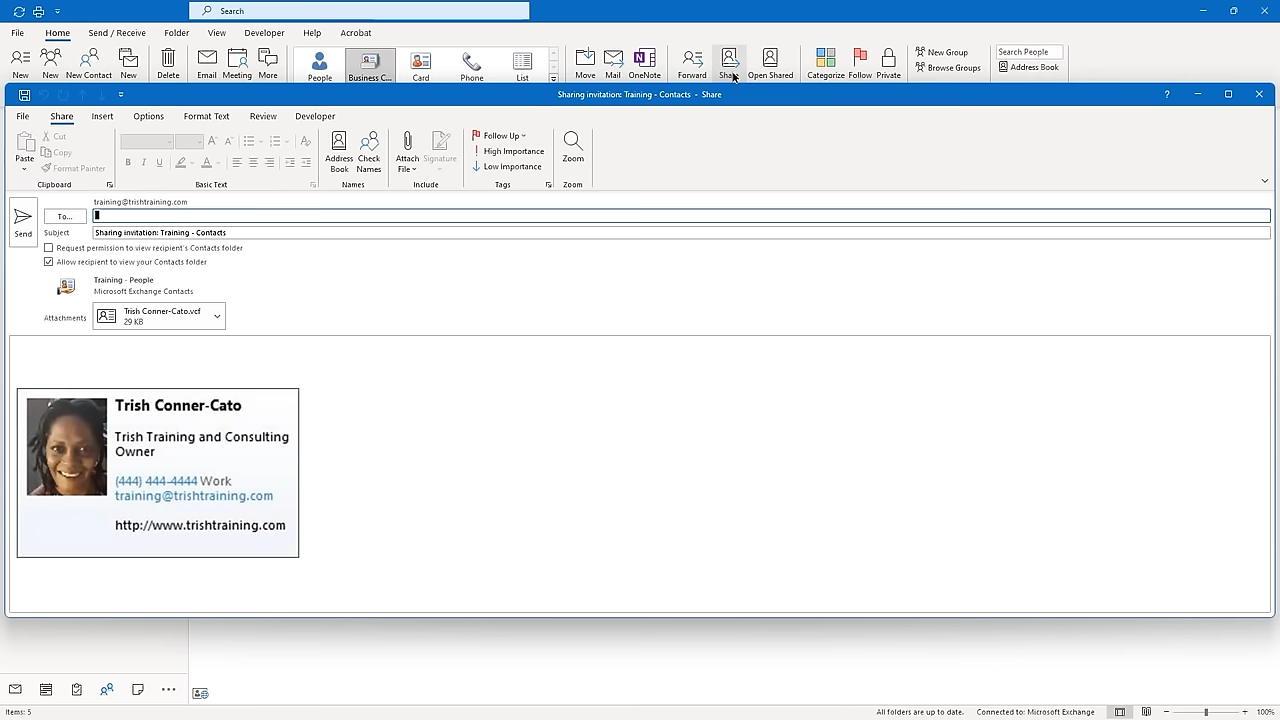 Search
File Home Send / Receive Folder View Developer Help Acrobat
New New New Contact New Delete Email Meeting More People Business C... Card Phone List Move Mail OneNote Forward Share Open Shared Categorize Follow Private New Group Browse Groups Search People Address Book
Sharing invitation: Training - Contacts - Share
File Share Insert Options Format Text Review Developer
Paste Cut Copy Format Painter Address Book Check Names Attach File Signature Follow Up High Importance Low Importance Zoom
Clipboard Basic Text Names Include Tags Zoom
training@trishtraining.com
Send To...
Subject Sharing invitation: Training - Contacts
Request permission to view recipient's Contacts folder
Allow recipient to view your Contacts folder
Training - People
Microsoft Exchange Contacts
Attachments Trish Conner-Cato.vcf
29 KB
Trish Conner-Cato
Trish Training and Consulting
Owner
(444) 444-4444 Work
training@trishtraining.com
http://www.trishtraining.com
Items: 5 All folders are up to date. Connected to: Microsoft Exchange 100%